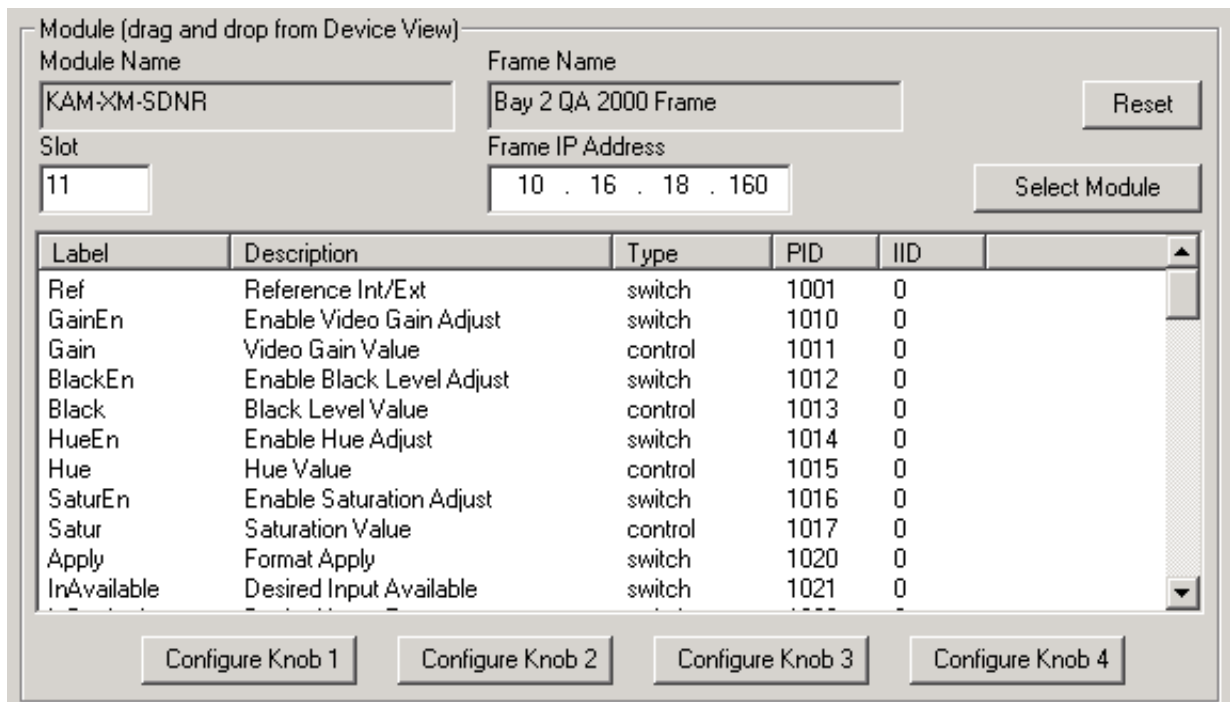 Module (drag and drop from Device View)
Module Name Frame Name
KAM-XM-SDNR Bay 2 QA 2000 Frame Reset
Slot Frame IP Address
11 10 . 16 . 18 . 160 Select Module
Label Description Type PID IID
Ref Reference Int/Ext switch 1001 0
GainEn Enable Video Gain Adjust switch 1010 0
Gain Video Gain Value control 1011 0
BlackEn Enable Black Level Adjust switch 1012 0
Black Black Level Value control 1013 0
HueEn Enable Hue Adjust switch 1014 0
Hue Hue Value control 1015 0
SaturEn Enable Saturation Adjust switch 1016 0
Satur Saturation Value control 1017 0
Apply Format Apply switch 1020 0
InAvailable Desired Input Available switch 1021 0
Configure Knob 1 Configure Knob 2 Configure Knob 3 Configure Knob 4